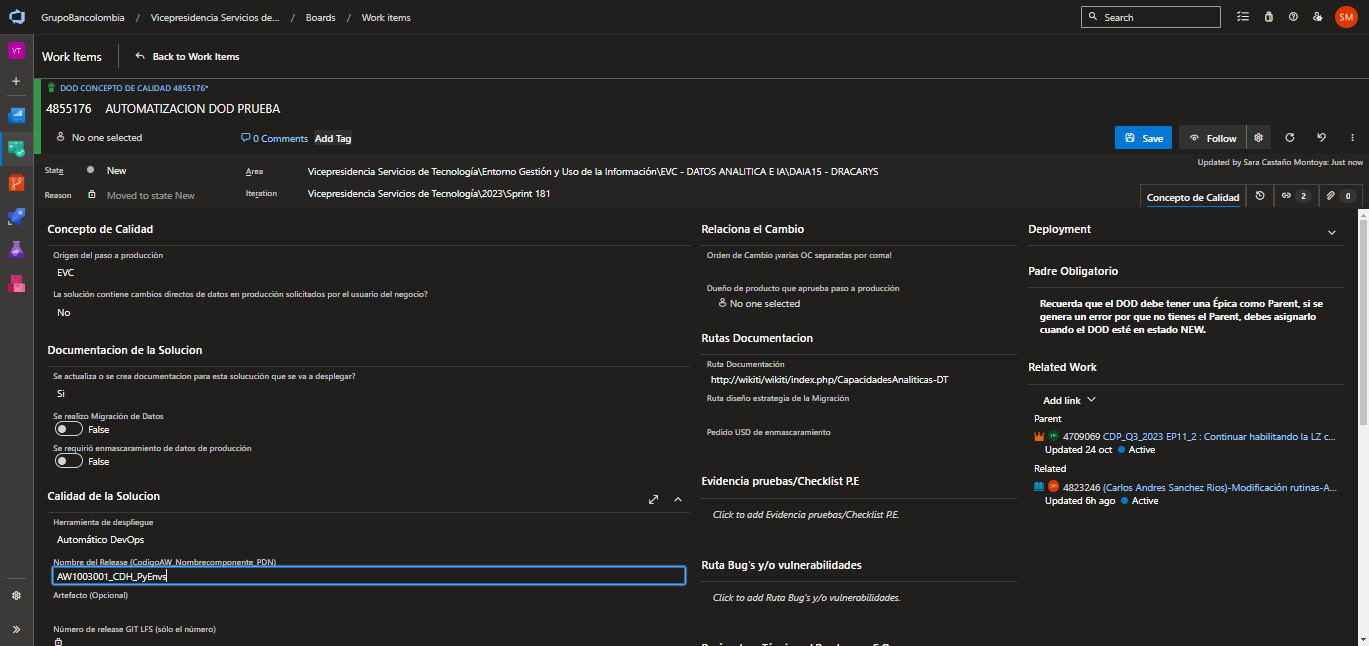 GrupoBancolombia / Vicepresidencia Servicios de... / Boards / Work items
Search
SM
VT
Work Items
Back to Work Items
DOD CONCEPTO DE CALIDAD 4855176*
4855176 AUTOMATIZACION DOD PRUEBA
No one selected
0 Comments
Add Tag
Save
Follow
Updated by Sara Castaño Montoya: Just now
State
New
Area
Vicepresidencia Servicios de Tecnología\Entorno Gestión y Uso de la Información\EVC - DATOS ANALITICA E IA\DAIA15 - DRACARYS
Reason
Moved to state New
Iteration
Vicepresidencia Servicios de Tecnología\2023\Sprint 181
Concepto de Calidad
2
0
Concepto de Calidad
Origen del paso a producción
EVC
La solución contiene cambios directos de datos en producción solicitados por el usuario del negocio?
No
Documentacion de la Solucion
Se actualiza o se crea documentacion para esta solucución que se va a desplegar?
Si
Se realizo Migración de Datos
False
Se requirió enmascaramiento de datos de producción
False
Calidad de la Solucion
Herramienta de despliegue
Automático DevOps
Nombre del Release (CodigoAW_Nombrecomponente_PDN)
AW1003001_CDH_PyEnvs
Artefacto (Opcional)
Número de release GIT LFS (sólo el número)
Relaciona el Cambio
Orden de Cambio ¡varias OC separadas por coma!
Dueño de producto que aprueba paso a producción
No one selected
Rutas Documentacion
Ruta Documentación
http://wikiti/wikiti/index.php/CapacidadesAnaliticas-DT
Ruta diseño estrategia de la Migración
Pedido USD de enmascaramiento
Evidencia pruebas/Checklist P.E
Click to add Evidencia pruebas/Checklist P.E.
Ruta Bug's y/o vulnerabilidades
Click to add Ruta Bug's y/o vulnerabilidades.
Deployment
Padre Obligatorio
Recuerda que el DOD debe tener una Épica como Parent, si se
genera un error por que no tienes el Parent, debes asignarlo
cuando el DOD esté en estado NEW.
Related Work
Add link
Parent
4709069 CDP_Q3_2023 EP11_2 : Continuar habilitando la LZ c...
Updated 24 oct Active
Related
4823246 (Carlos Andres Sanchez Rios)-Modificación rutinas-A...
Updated 6h ago Active